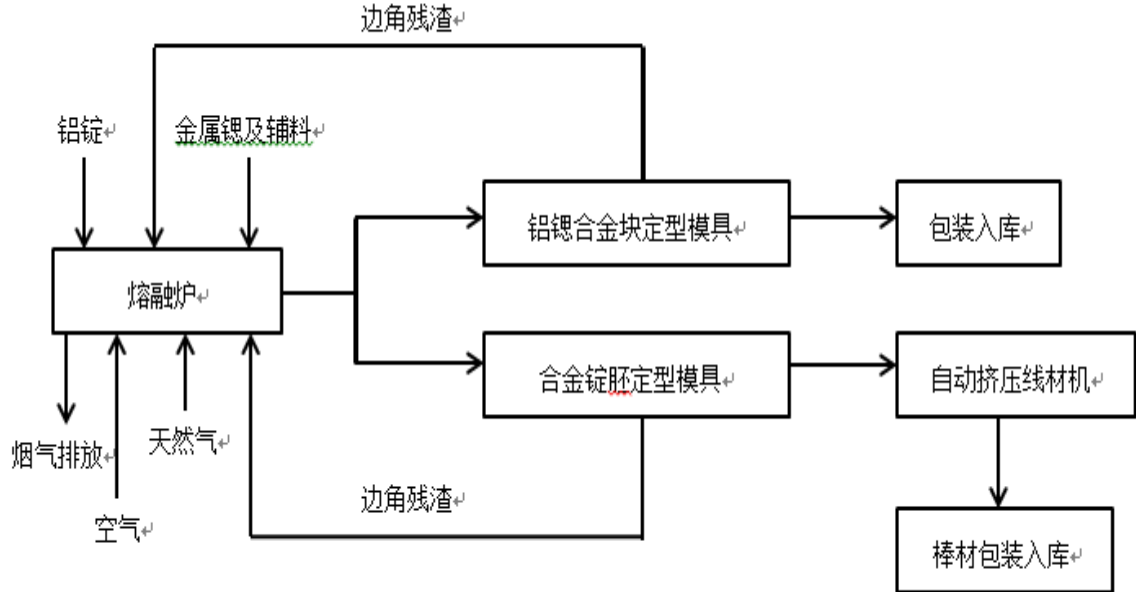 边角残渣
铝锭
金属锶及辅料
铝锶合金块定型模具
包装入库
熔融炉
合金锭胚定型模具
自动挤压线材机
烟气排放
天然气
边角残渣
空气
棒材包装入库